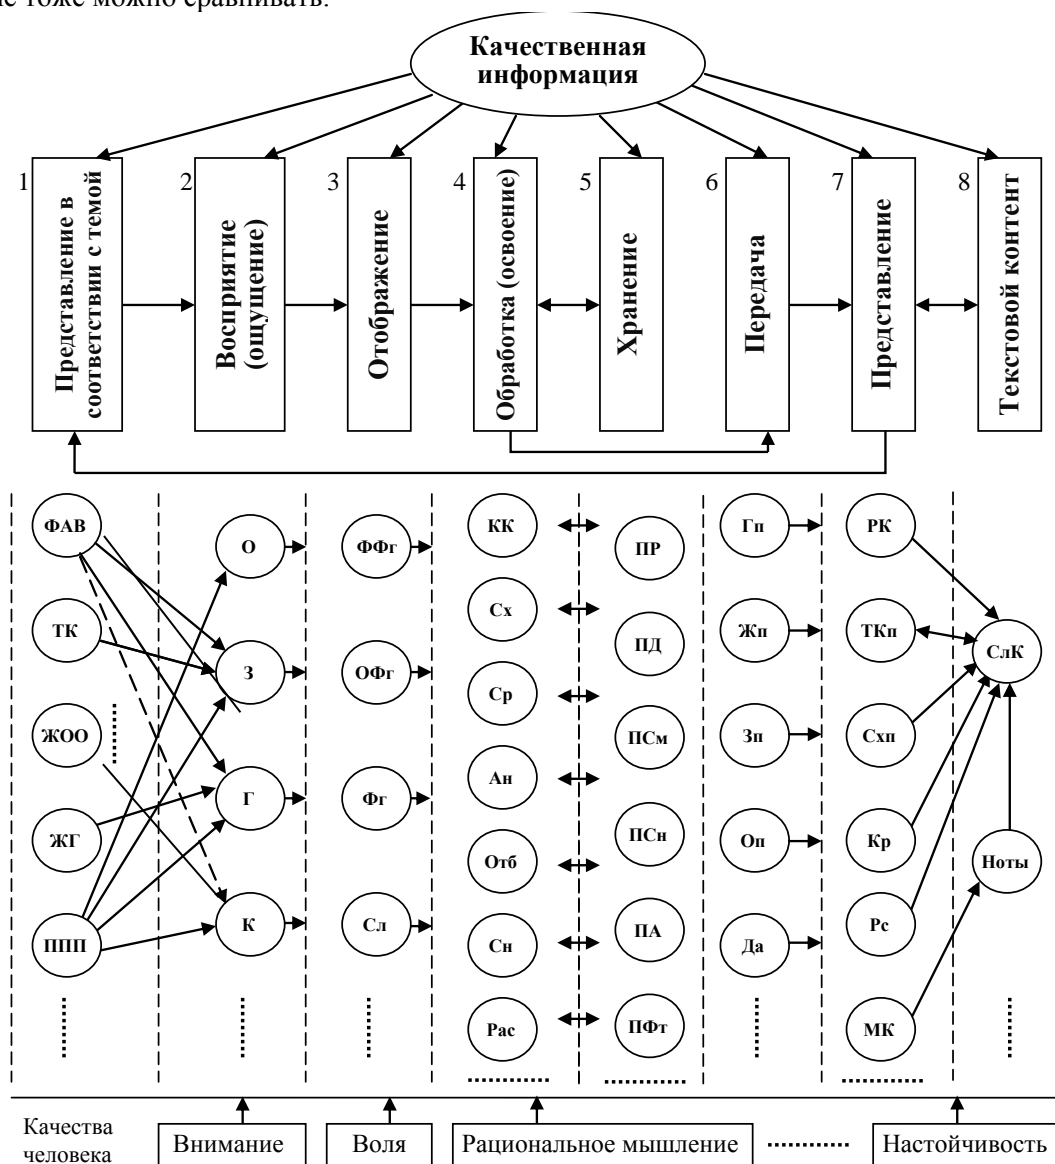 не тоже можно сравнивать.
Качественная
информация
1
2
3
4
5
6
7
8
Представление в
соответствии с темой
Восприятие
(ощущение)
Отображение
Обработка (освоение)
Хранение
Передача
Представление
Текстовой контент
ФАВ
ТК
ЖОО
ЖГ
ППП
О
З
Г
К
ФФг
ОФг
Фг
Сл
КК
Сх
Ср
Ан
Отб
Сн
Рас
ПР
ПД
ПСм
ПСн
ПА
ПФт
Гп
Жп
Зп
Оп
Да
РК
ТКп
Схп
Кр
Рс
МК
СлК
Ноты
Качества
человека
Внимание
Воля
Рациональное мышление
Настойчивость